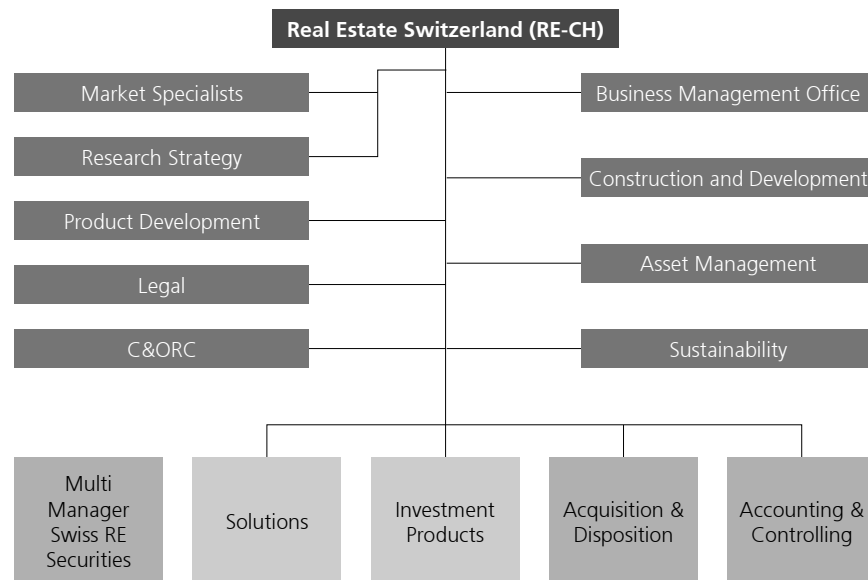 Real Estate Switzerland (RE-CH)
Market Specialists
Research Strategy
Product Development
Legal
C&ORC
Business Management Office
Construction and Development
Asset Management
Sustainability
Multi
Manager
Swiss RE
Securities
Solutions
Investment
Products
Acquisition &
Disposition
Accounting &
Controlling